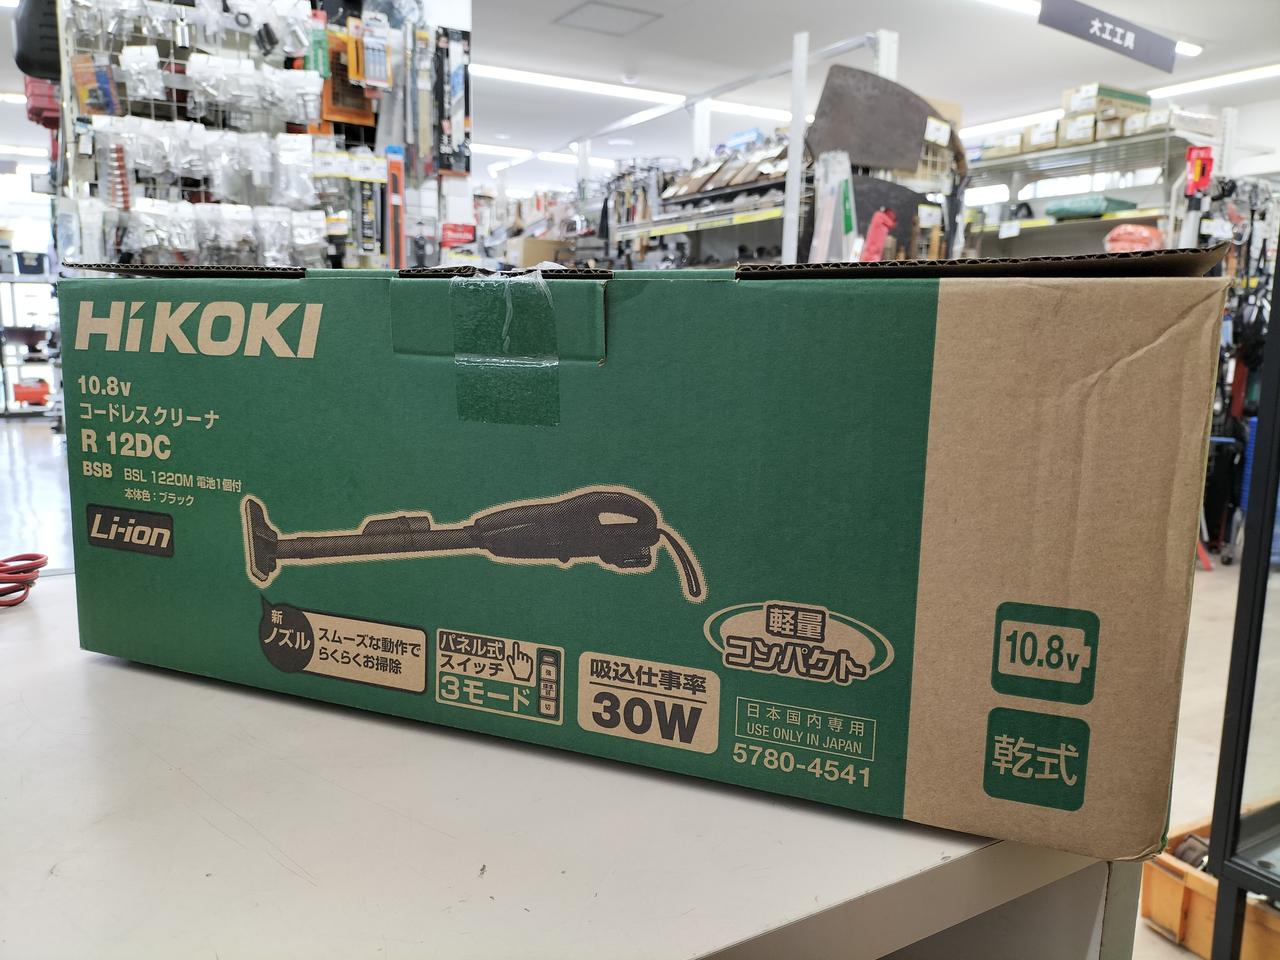 大工工具
HiKOKI
10.8v
コードレスクリーナ
R 12DC
BSB BSL 1220M 電池1個付
本体色：ブラック
Li-ion
新
ノズル
スムーズな動作で
らくらくお掃除
パネル式
スイッチ
3モード
強
標準
切
吸込仕事率
30W
軽量
コンパクト
日本国内専用
USE ONLY IN JAPAN
5780-4541
10.8v
乾式